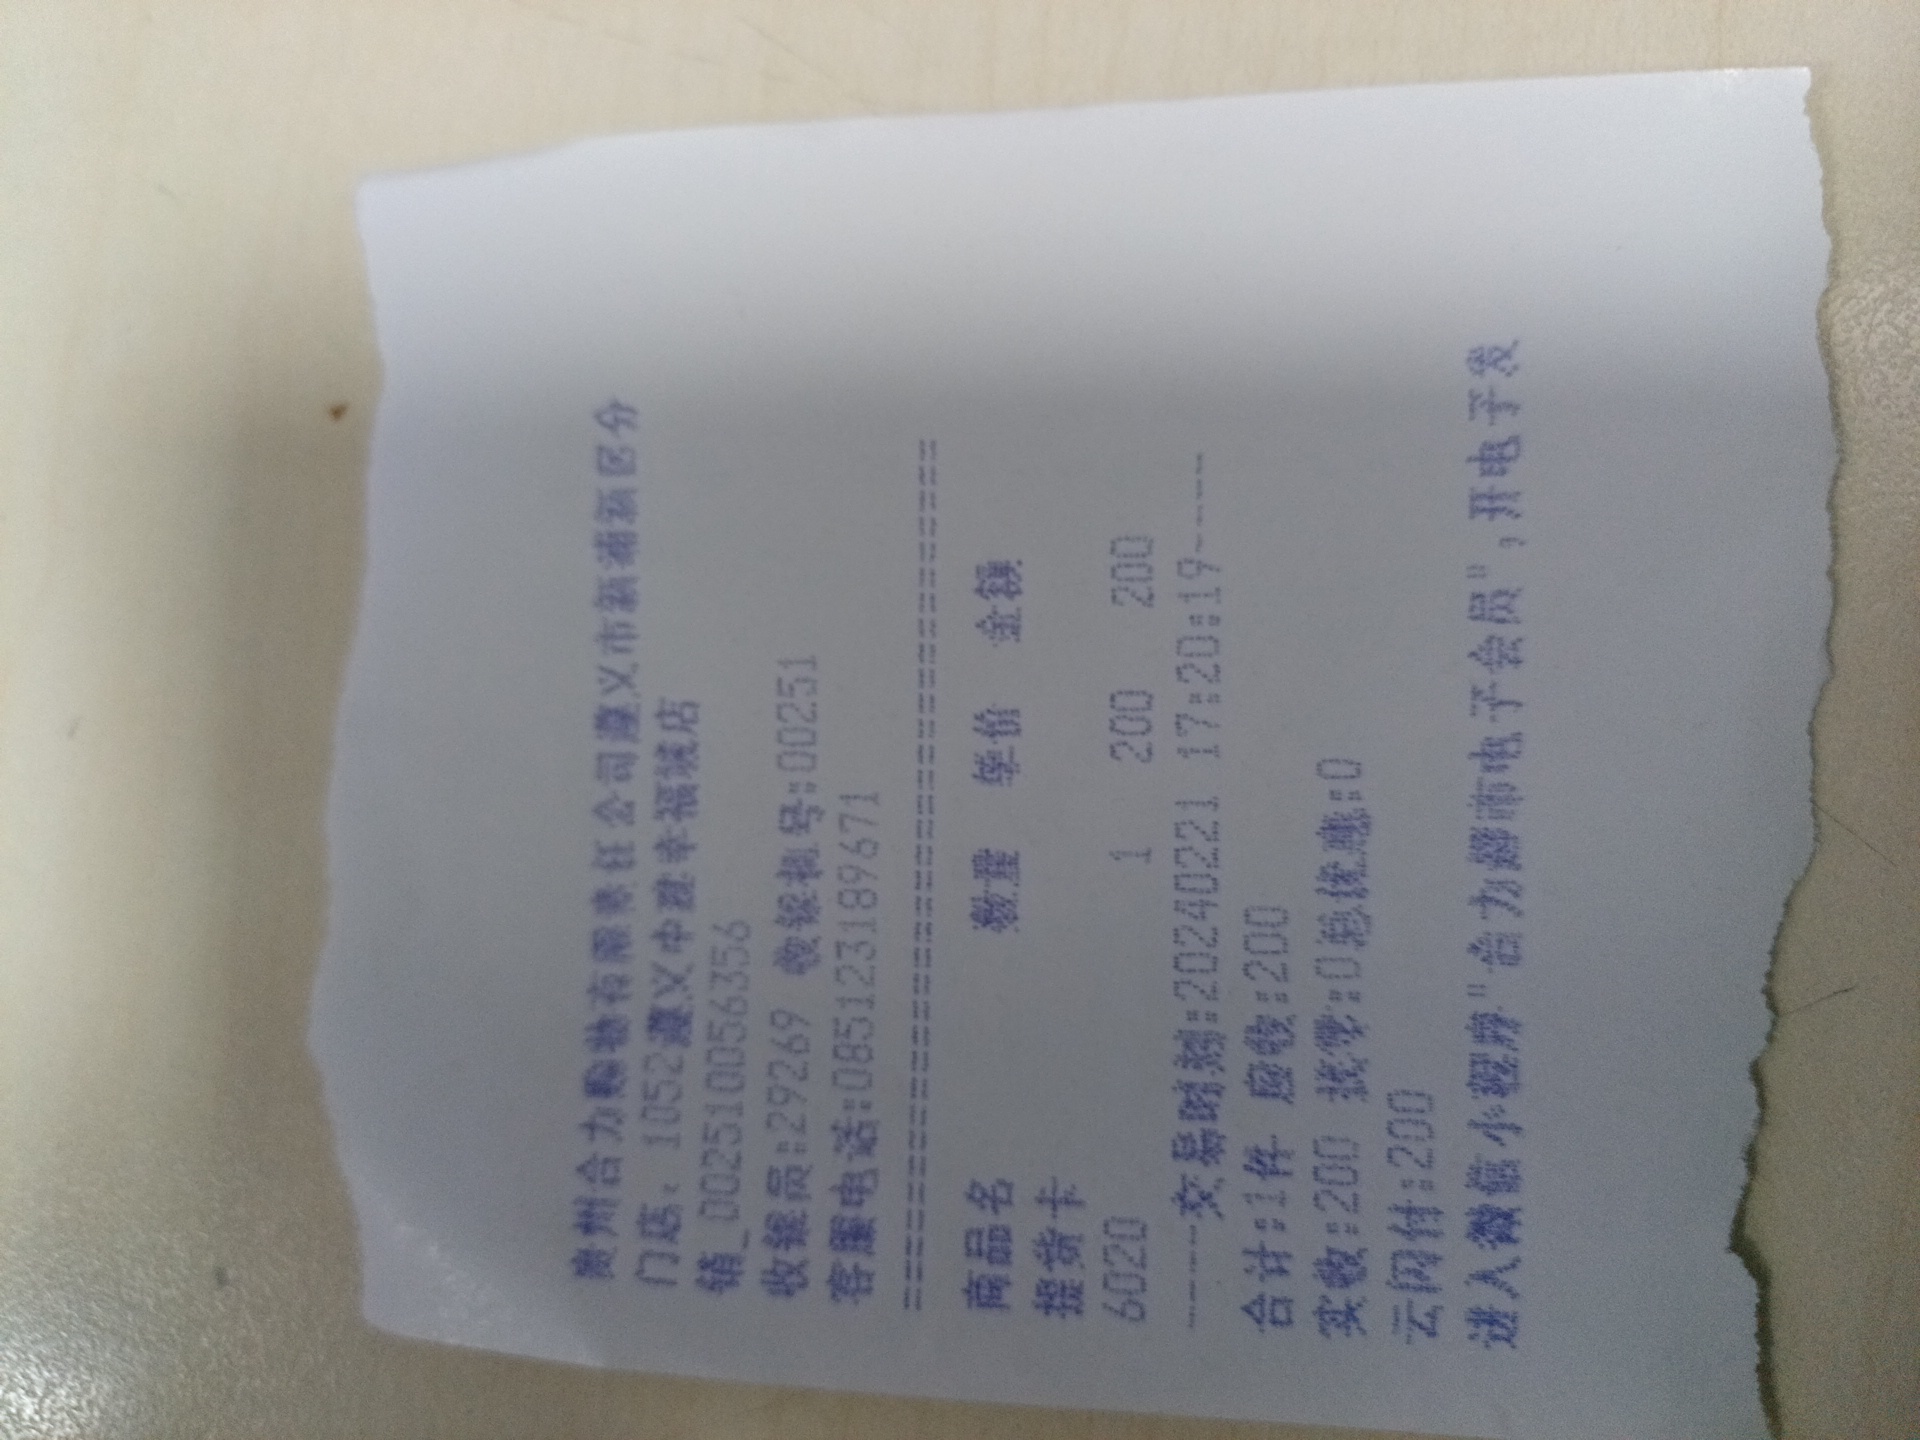 贵州合力购物有限责任公司遵义市新浦新区分
门店: 1052遵义中建幸福城店
销_002510056356
收银员:29269 收银机号:00251
客服电话:085123189671
======================================
商品名 数量 单价 金额
提货卡
6020 1 200 200
-----交易时刻:20240221 17:20:19-----
合计:1件 应收:200
实收:200 找零:0总优惠:0
云闪付:200
进入微信小程序"合力超市电子会员",开电子发